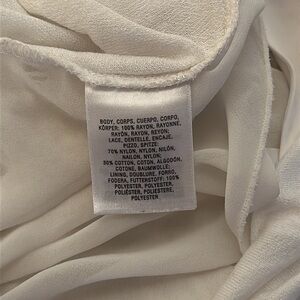 BODY, CORPS, CUERPO, CORPO,
KÖRPER: 100% RAYON, RAYONNE,
RAYÓN, RAYON, REYON;
LACE, DENTELLE, ENCAJE,
PIZZO, SPITZE:
70% NYLON, NYLON, NILÓN,
NAILON, NYLON;
30% COTTON, COTON, ALGODÓN,
COTONE, BAUMWOLLE;
LINING, DOUBLURE, FORRO,
FODERA, FUTTERSTOFF: 100%
POLYESTER, POLYESTER,
POLIÉSTER, POLIESTERE,
POLYESTER